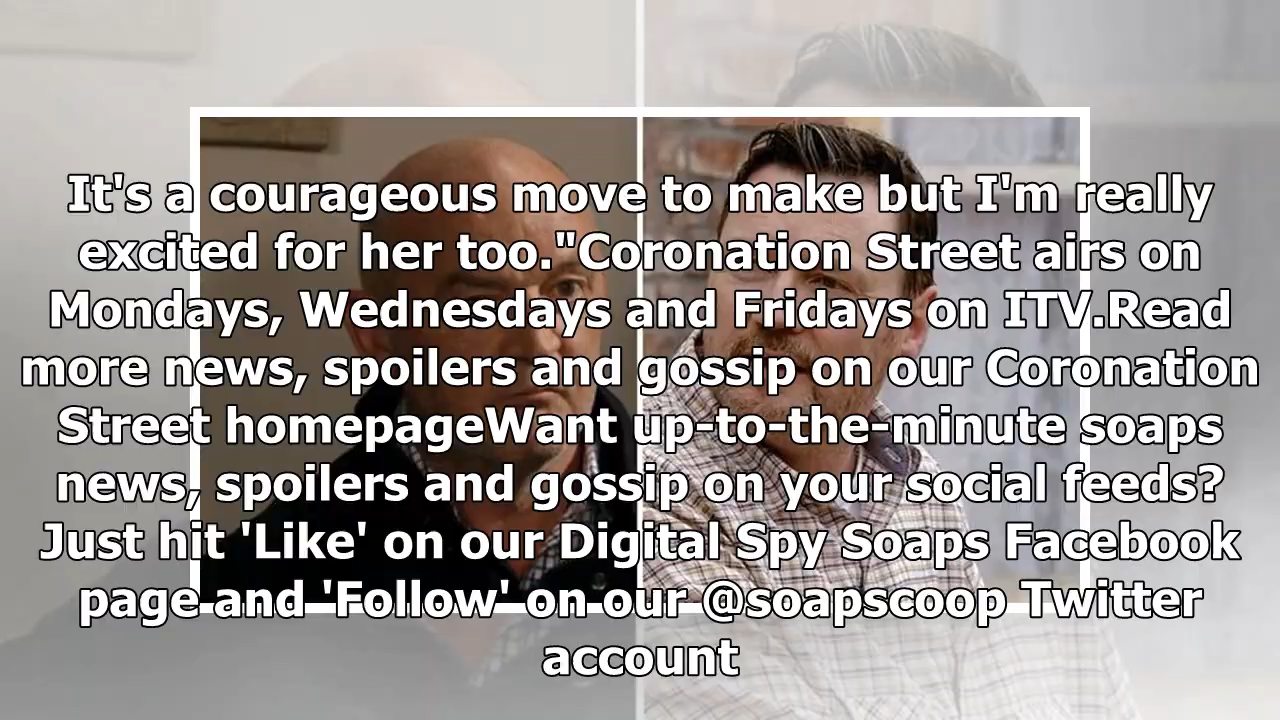 It's a courageous move to make but I'm really
excited for her too."Coronation Street airs on
Mondays, Wednesdays and Fridays on ITV.Read
more news, spoilers and gossip on our Coronation
Street homepageWant up-to-the-minute soaps
news, spoilers and gossip on your social feeds?
Just hit 'Like' on our Digital Spy Soaps Facebook
page and 'Follow' on our @soapscoop Twitter
account